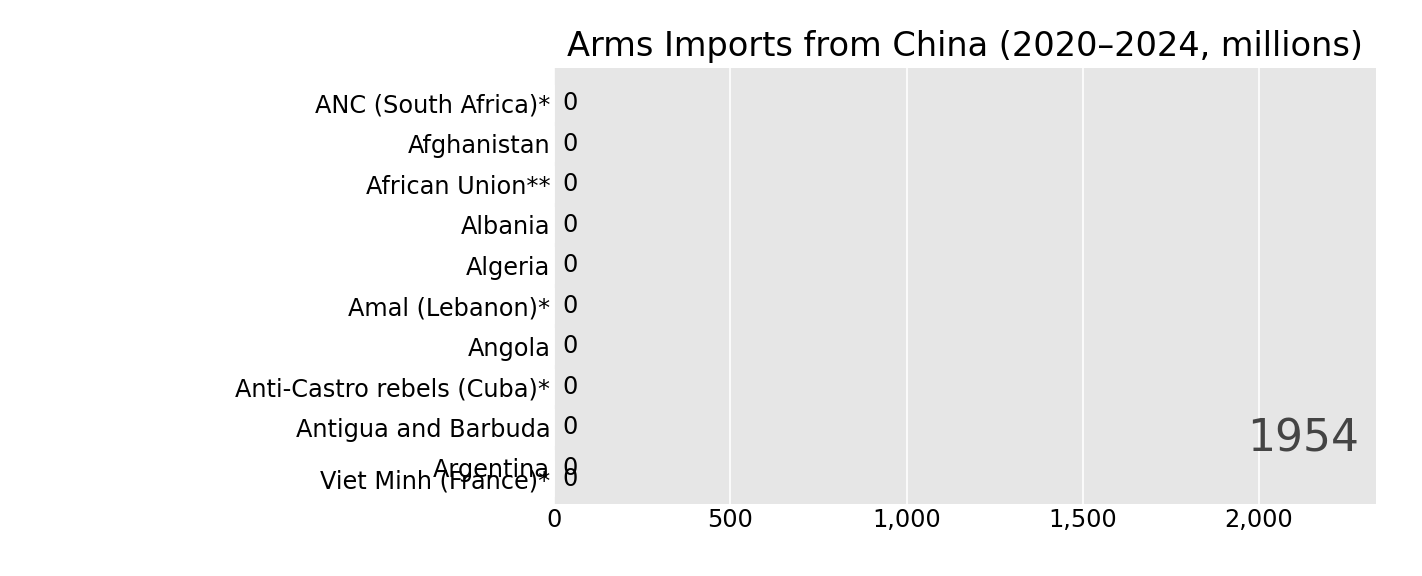 Arms Imports from China (2020–2024, millions)
ANC (South Africa)* 0
Afghanistan 0
African Union** 0
Albania 0
Algeria 0
Amal (Lebanon)* 0
Angola 0
Anti-Castro rebels (Cuba)* 0
Antigua and Barbuda 0
1954
Argentina 0
Viet Minh (France)* 0
0 500 1,000 1,500 2,000